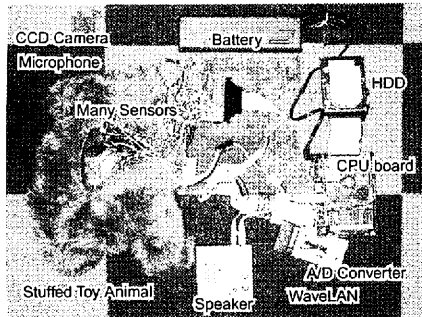 CCD Camera
Battery
Microphone
HDD
Many Sensors
CPU board
A/D Converter
Stuffed Toy Animal
Speaker
WaveLAN